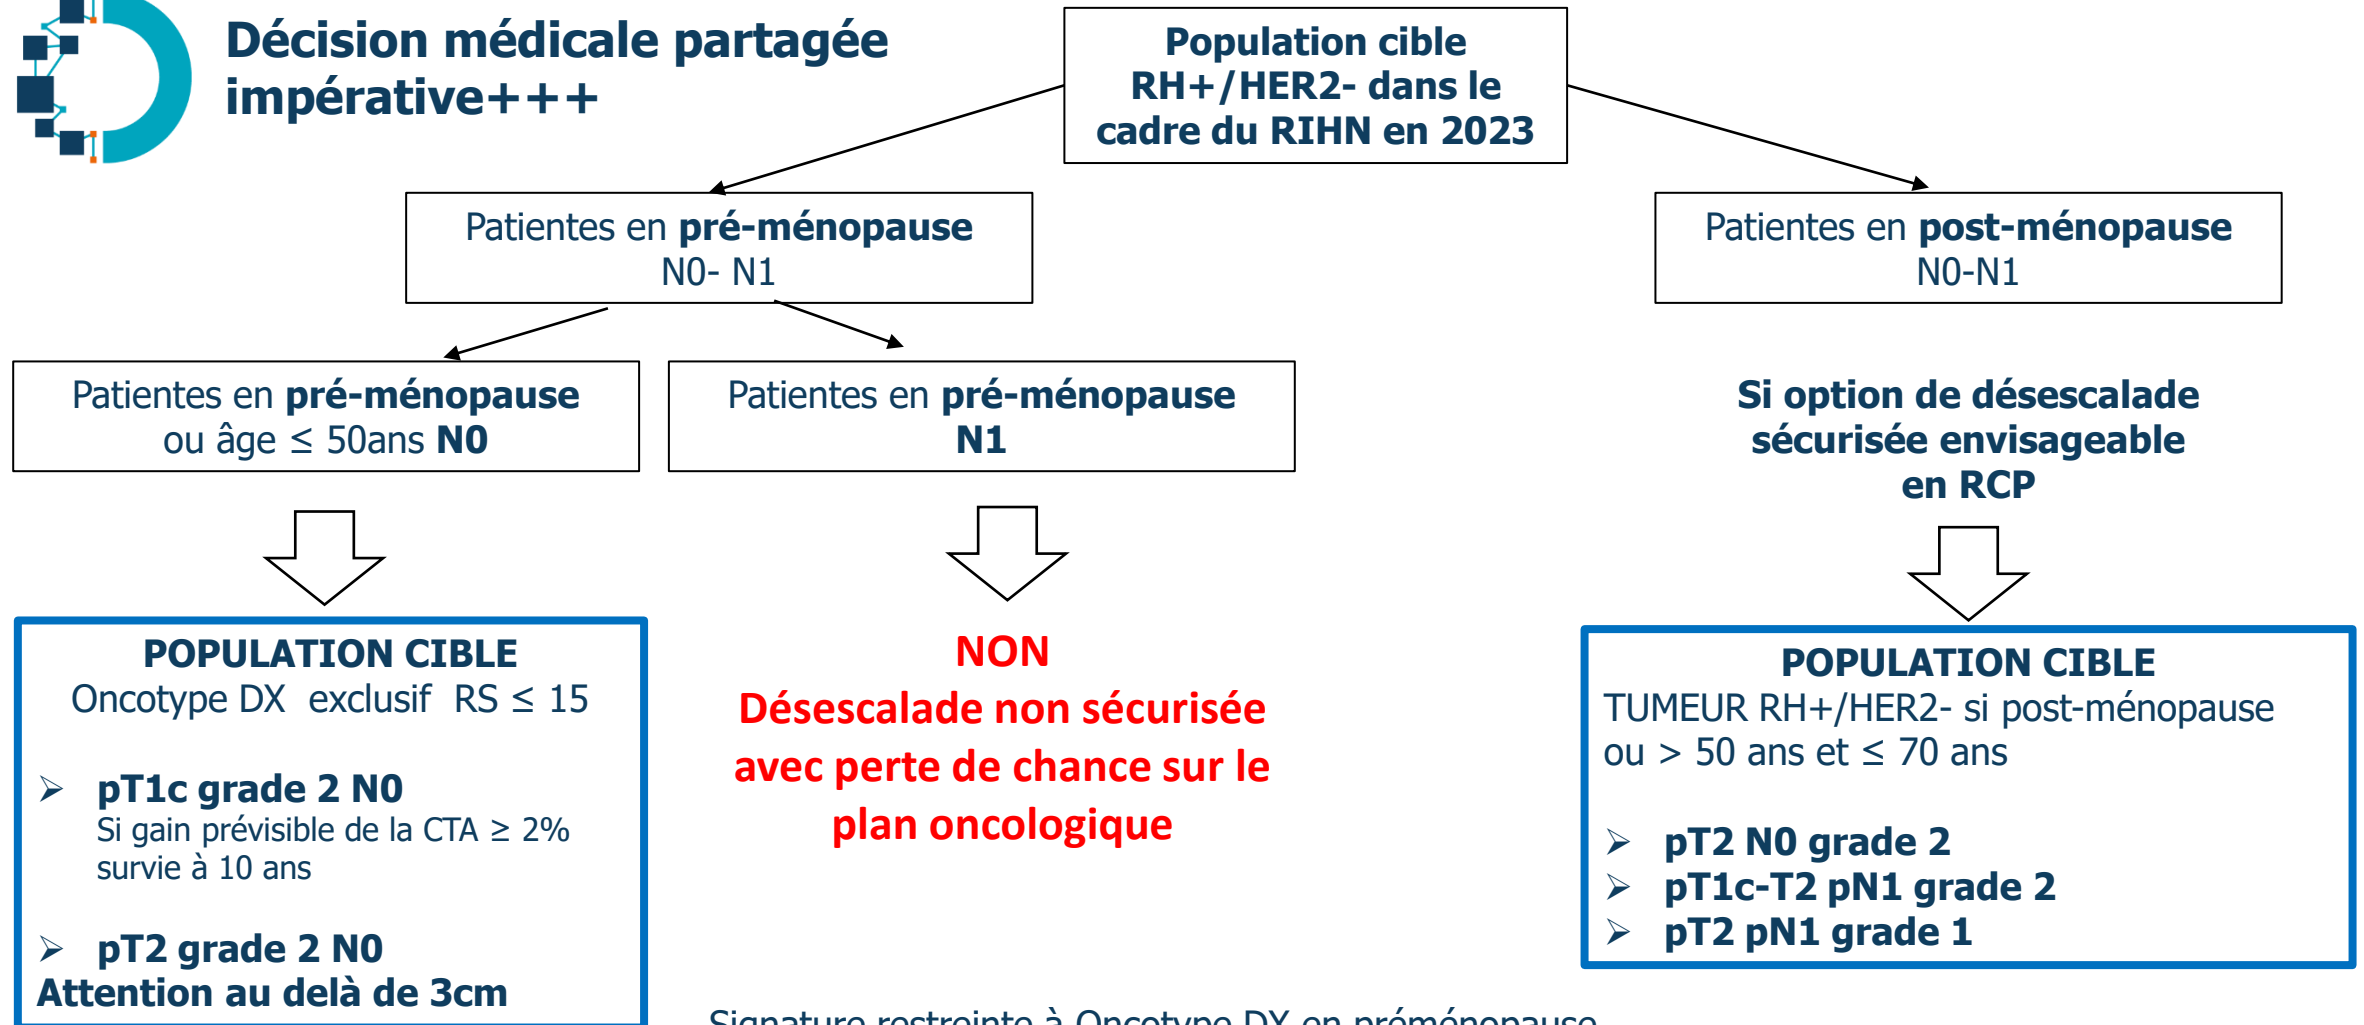 Décision médicale partagée
impérative+++
Population cible
RH+/HER2- dans le
cadre du RIHN en 2023
Patientes en pré-ménopause
N0- N1
Patientes en post-ménopause
N0-N1
Patientes en pré-ménopause
ou âge ≤ 50ans N0
Patientes en pré-ménopause
N1
Si option de désescalade
sécurisée envisageable
en RCP
POPULATION CIBLE
Oncotype DX exclusif RS ≤ 15
➢ pT1c grade 2 N0
Si gain prévisible de la CTA ≥ 2%
survie à 10 ans
➢ pT2 grade 2 N0
Attention au delà de 3cm
NON
Désescalade non sécurisée
avec perte de chance sur le
plan oncologique
POPULATION CIBLE
TUMEUR RH+/HER2- si post-ménopause
ou > 50 ans et ≤ 70 ans
➢ pT2 N0 grade 2
➢ pT1c-T2 pN1 grade 2
➢ pT2 pN1 grade 1
Signature restreinte à Oncotype DX en préménopause